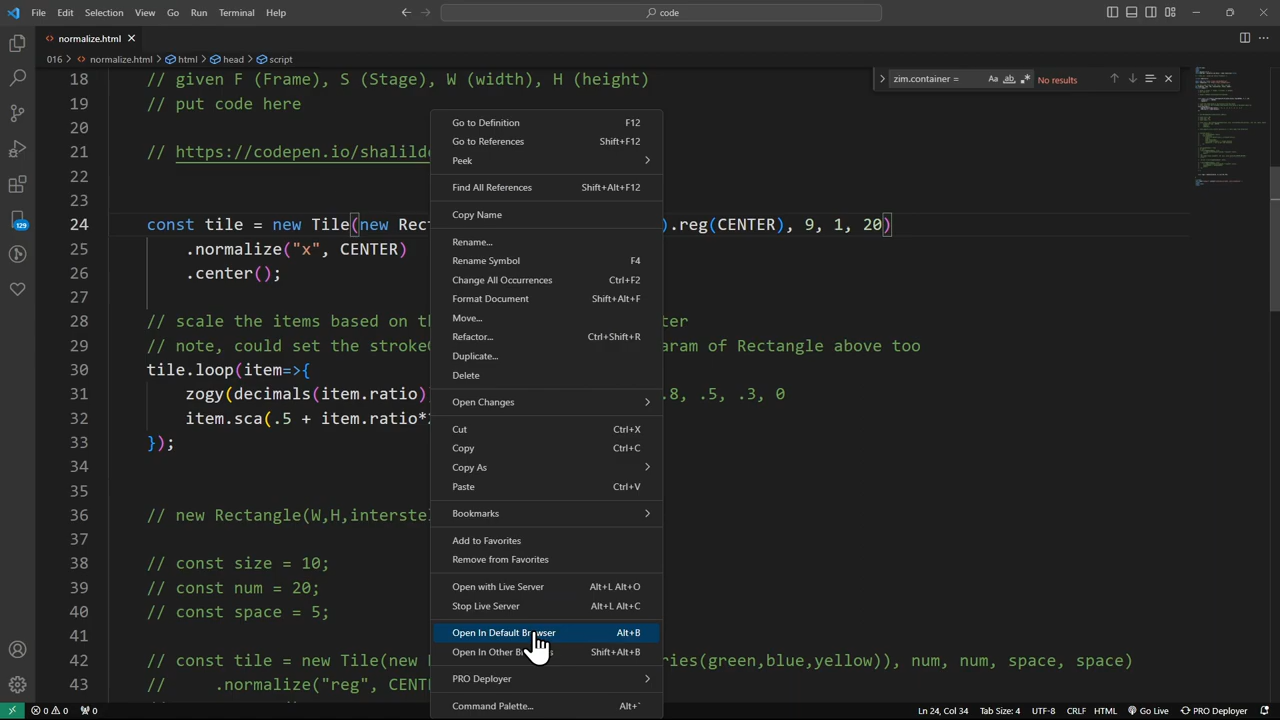 File Edit Selection View Go Run Terminal Help
code
normalize.html
016 > normalize.html > html > head > script
zim.container =
Aa ab .*
No results
18 // given F (Frame), S (Stage), W (width), H (height)
19 // put code here
20
21 // https://codepen.io/shalild
22
23
24 const tile = new Tile(new Rec ).reg(CENTER), 9, 1, 20)
25 .normalize("x", CENTER)
26 .center();
27
28 // scale the items based on th ter
29 // note, could set the stroke am of Rectangle above too
30 tile.loop(item=>{
31 zogy(decimals(item.ratio) .8, .5, .3, 0
32 item.sca(.5 + item.ratio*
33 });
34
35
36 // new Rectangle(W,H,interste
37
38 // const size = 10;
39 // const num = 20;
40 // const space = 5;
41
42 // const tile = new Tile(new ries(green,blue,yellow)), num, num, space, space)
43 // .normalize("reg", CENT
Go to Definition F12
Go to References Shift+F12
Peek >
Find All References Shift+Alt+F12
Copy Name
Rename...
Rename Symbol F4
Change All Occurrences Ctrl+F2
Format Document Shift+Alt+F
Move...
Refactor... Ctrl+Shift+R
Duplicate...
Delete
Open Changes >
Cut Ctrl+X
Copy Ctrl+C
Copy As >
Paste Ctrl+V
Bookmarks >
Add to Favorites
Remove from Favorites
Open with Live Server Alt+L Alt+O
Stop Live Server Alt+L Alt+C
Open In Default Browser Alt+B
Open In Other Shift+Alt+B
PRO Deployer >
Command Palette... Alt+`
129
0 0 0
Ln 24, Col 34 Tab Size: 4 UTF-8 CRLF HTML Go Live PRO Deployer